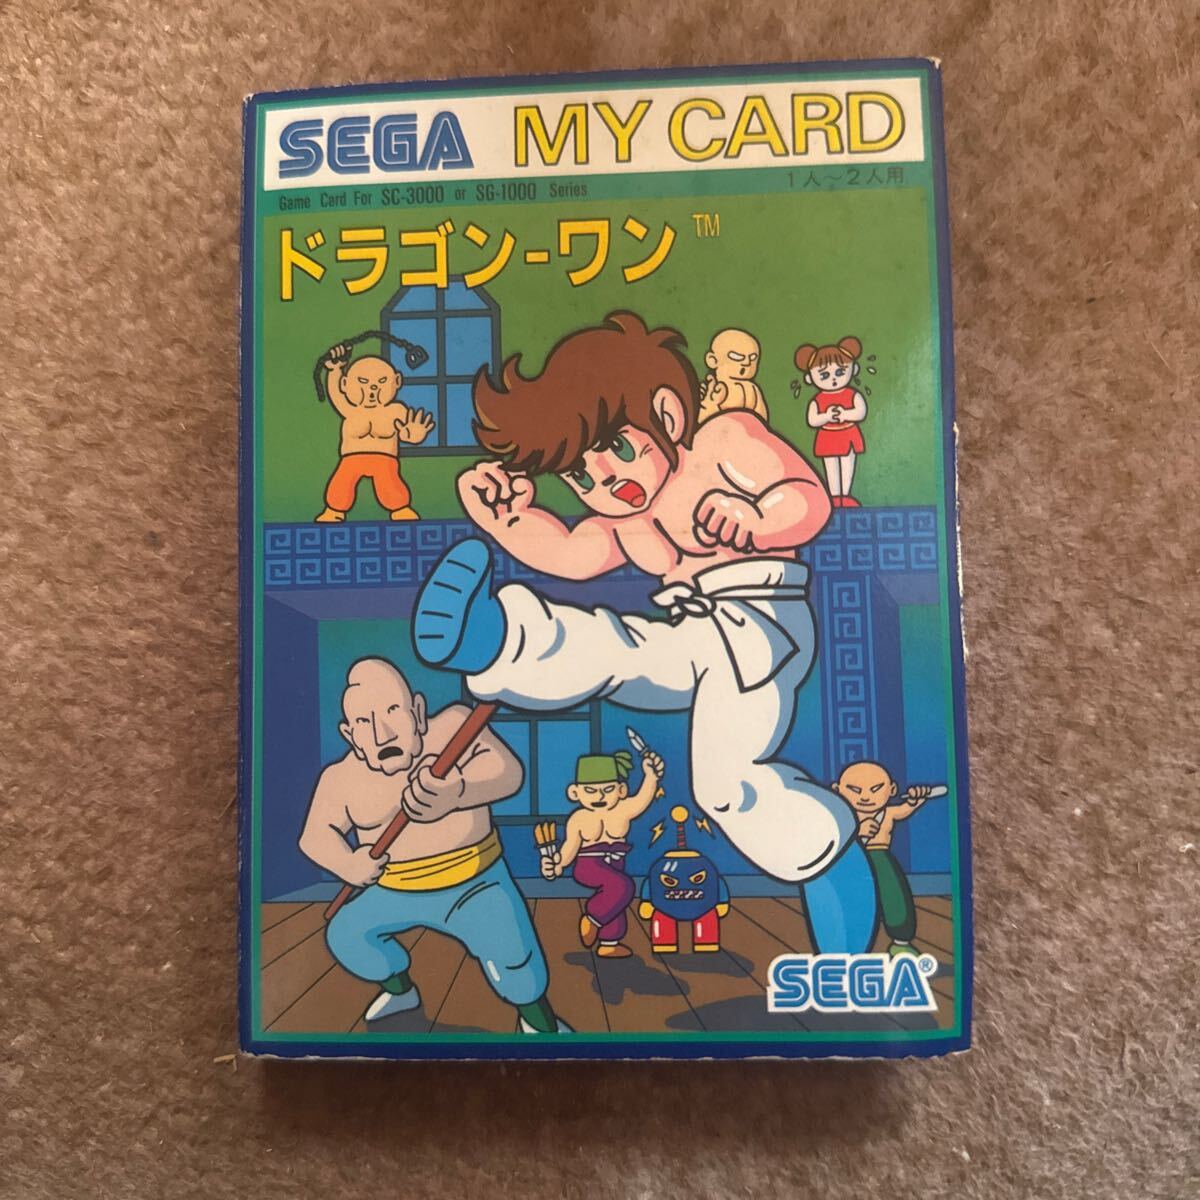 SEGA MY CARD
Game Card For SC-3000 or SG-1000 Series
1人～2人用
ドラゴン-ワン™
SEGA®